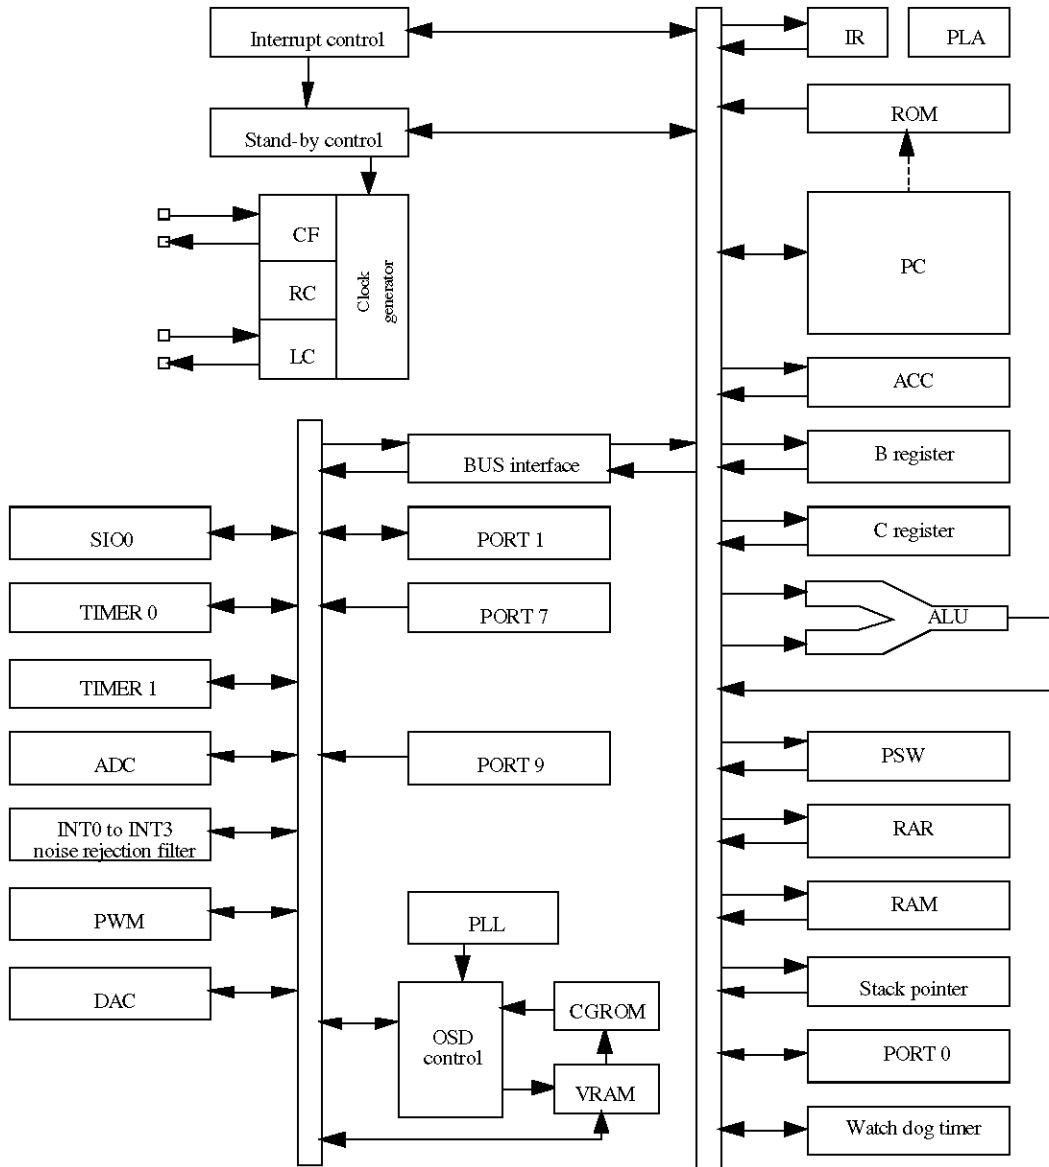 Interrupt control
IR
PLA
ROM
Stand-by control
CF
RC
LC
Clock
generator
PC
ACC
BUS interface
B register
SIO0
PORT 1
C register
TIMER 0
PORT 7
ALU
TIMER 1
ADC
PORT 9
PSW
INT0 to INT3
noise rejection filter
RAR
PWM
PLL
RAM
DAC
Stack pointer
OSD
control
CGROM
VRAM
PORT 0
Watch dog timer